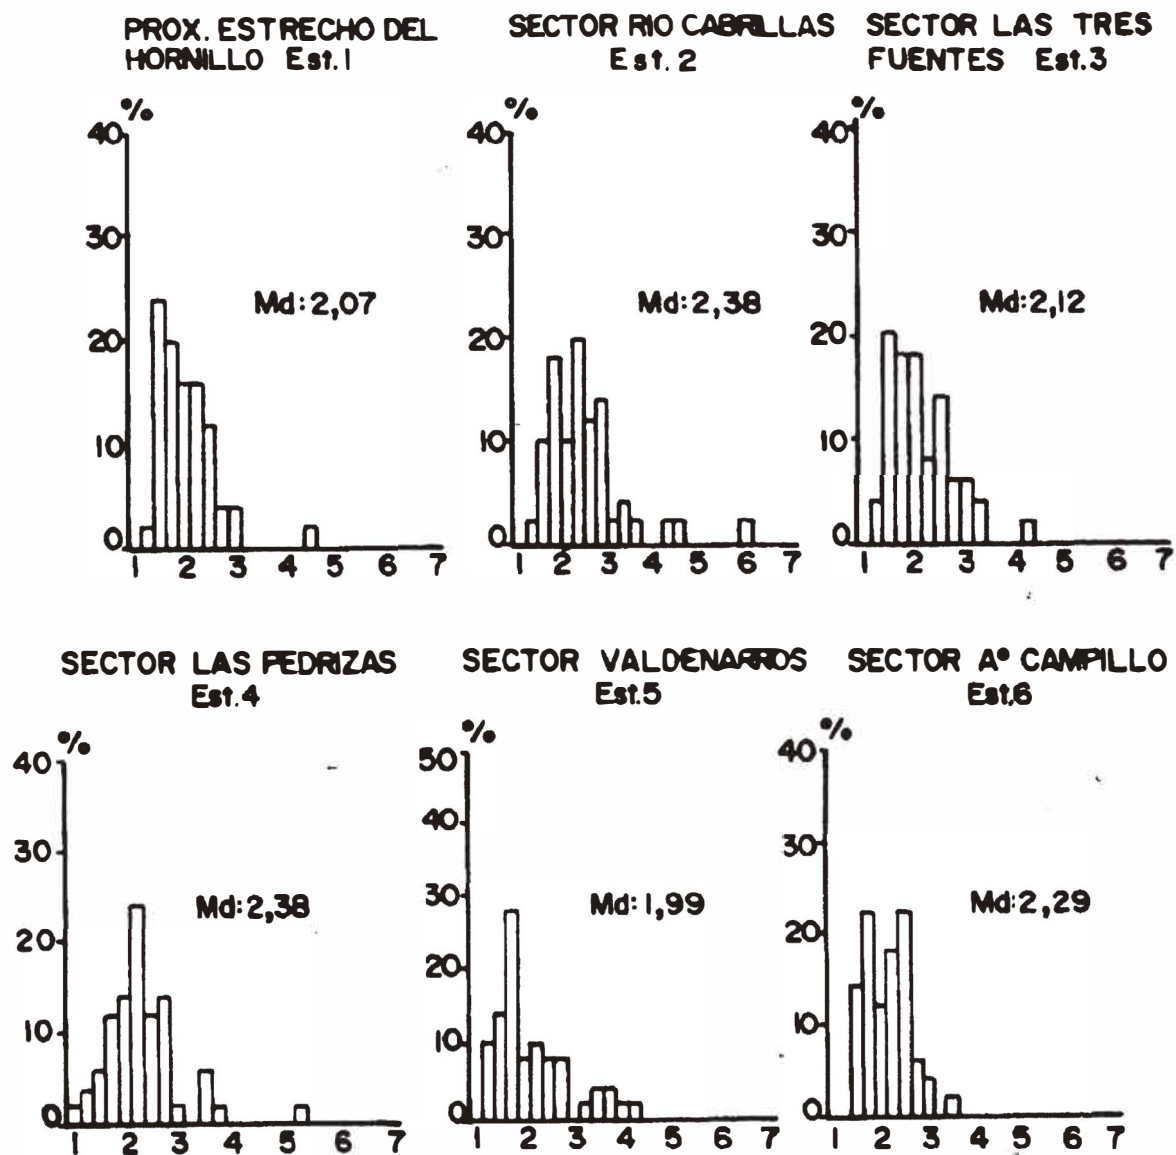 PROX. ESTRECHO DEL
HORNILLO Est.1
%
40
30
20
10
0
Md:2,07
1 2 3 4 5 6 7
SECTOR RIO CABRILLAS
Est. 2
%
40
30
20
10
0
Md:2,38
1 2 3 4 5 6 7
SECTOR LAS TRES
FUENTES Est.3
%
40
30
20
10
0
Md:2,12
1 2 3 4 5 6 7
SECTOR LAS PEDRIZAS
Est.4
%
40
30
20
10
0
Md:2,38
1 2 3 4 5 6 7
SECTOR VALDENARROS
Est.5
%
50
40
30
20
10
0
Md:1,99
1 2 3 4 5 6 7
SECTOR Aº CAMPILLO
Est.6
%
40
30
20
10
0
Md:2,29
1 2 3 4 5 6 7